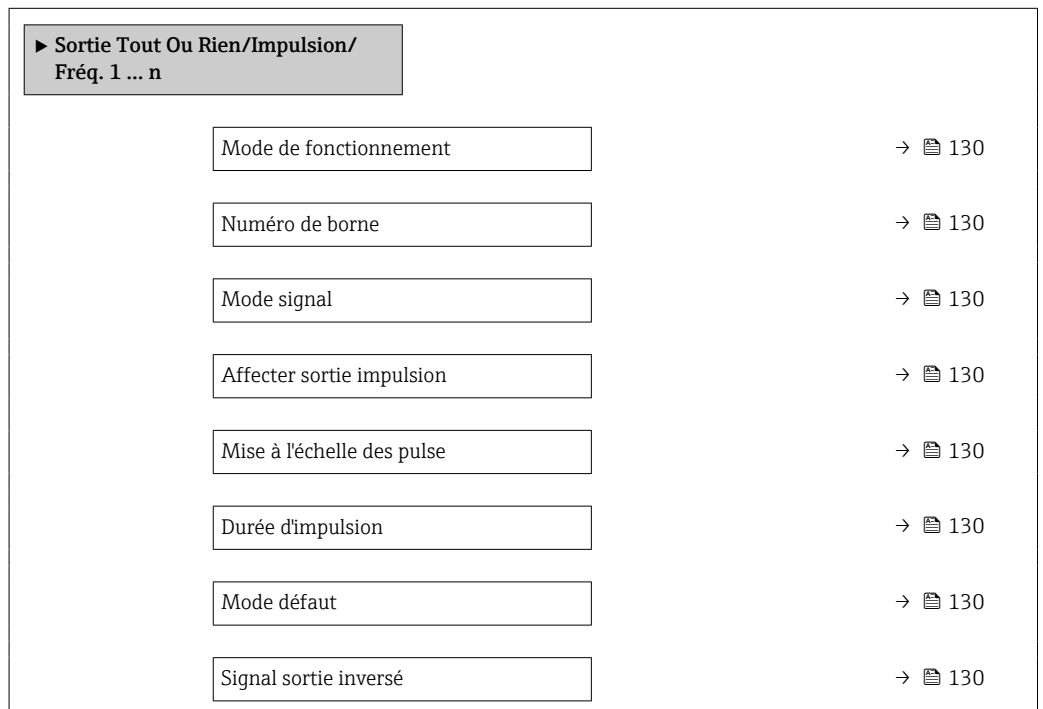 ▶ Sortie Tout Ou Rien/Impulsion/
Fréq. 1 ... n
Mode de fonctionnement → 130
Numéro de borne → 130
Mode signal → 130
Affecter sortie impulsion → 130
Mise à l'échelle des pulse → 130
Durée d'impulsion → 130
Mode défaut → 130
Signal sortie inversé → 130